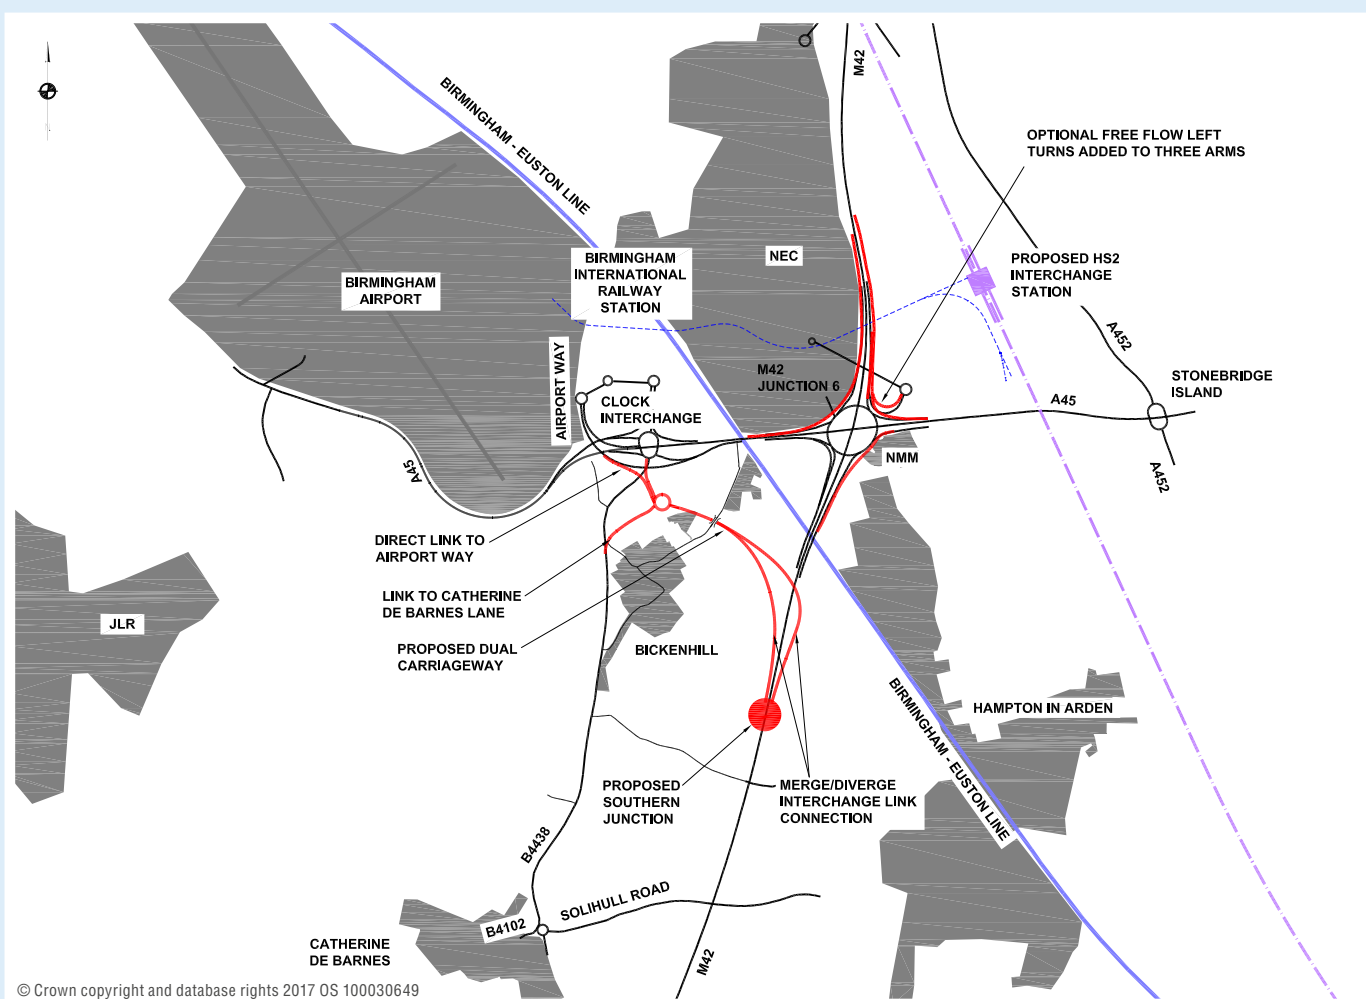 M42
BIRMINGHAM - EUSTON LINE
OPTIONAL FREE FLOW LEFT
TURNS ADDED TO THREE ARMS
NEC
BIRMINGHAM
INTERNATIONAL
RAILWAY
STATION
PROPOSED HS2
INTERCHANGE
STATION
BIRMINGHAM
AIRPORT
A452
M42
JUNCTION 6
STONEBRIDGE
ISLAND
AIRPORT WAY
CLOCK
INTERCHANGE
A45
A45
NMM
A452
DIRECT LINK TO
AIRPORT WAY
LINK TO CATHERINE
DE BARNES LANE
JLR
PROPOSED DUAL
CARRIAGEWAY
BICKENHILL
HAMPTON IN ARDEN
BIRMINGHAM - EUSTON LINE
PROPOSED
SOUTHERN
JUNCTION
MERGE/DIVERGE
INTERCHANGE LINK
CONNECTION
B4438
SOLIHULL ROAD
B4102
CATHERINE
DE BARNES
M42
© Crown copyright and database rights 2017 OS 100030649